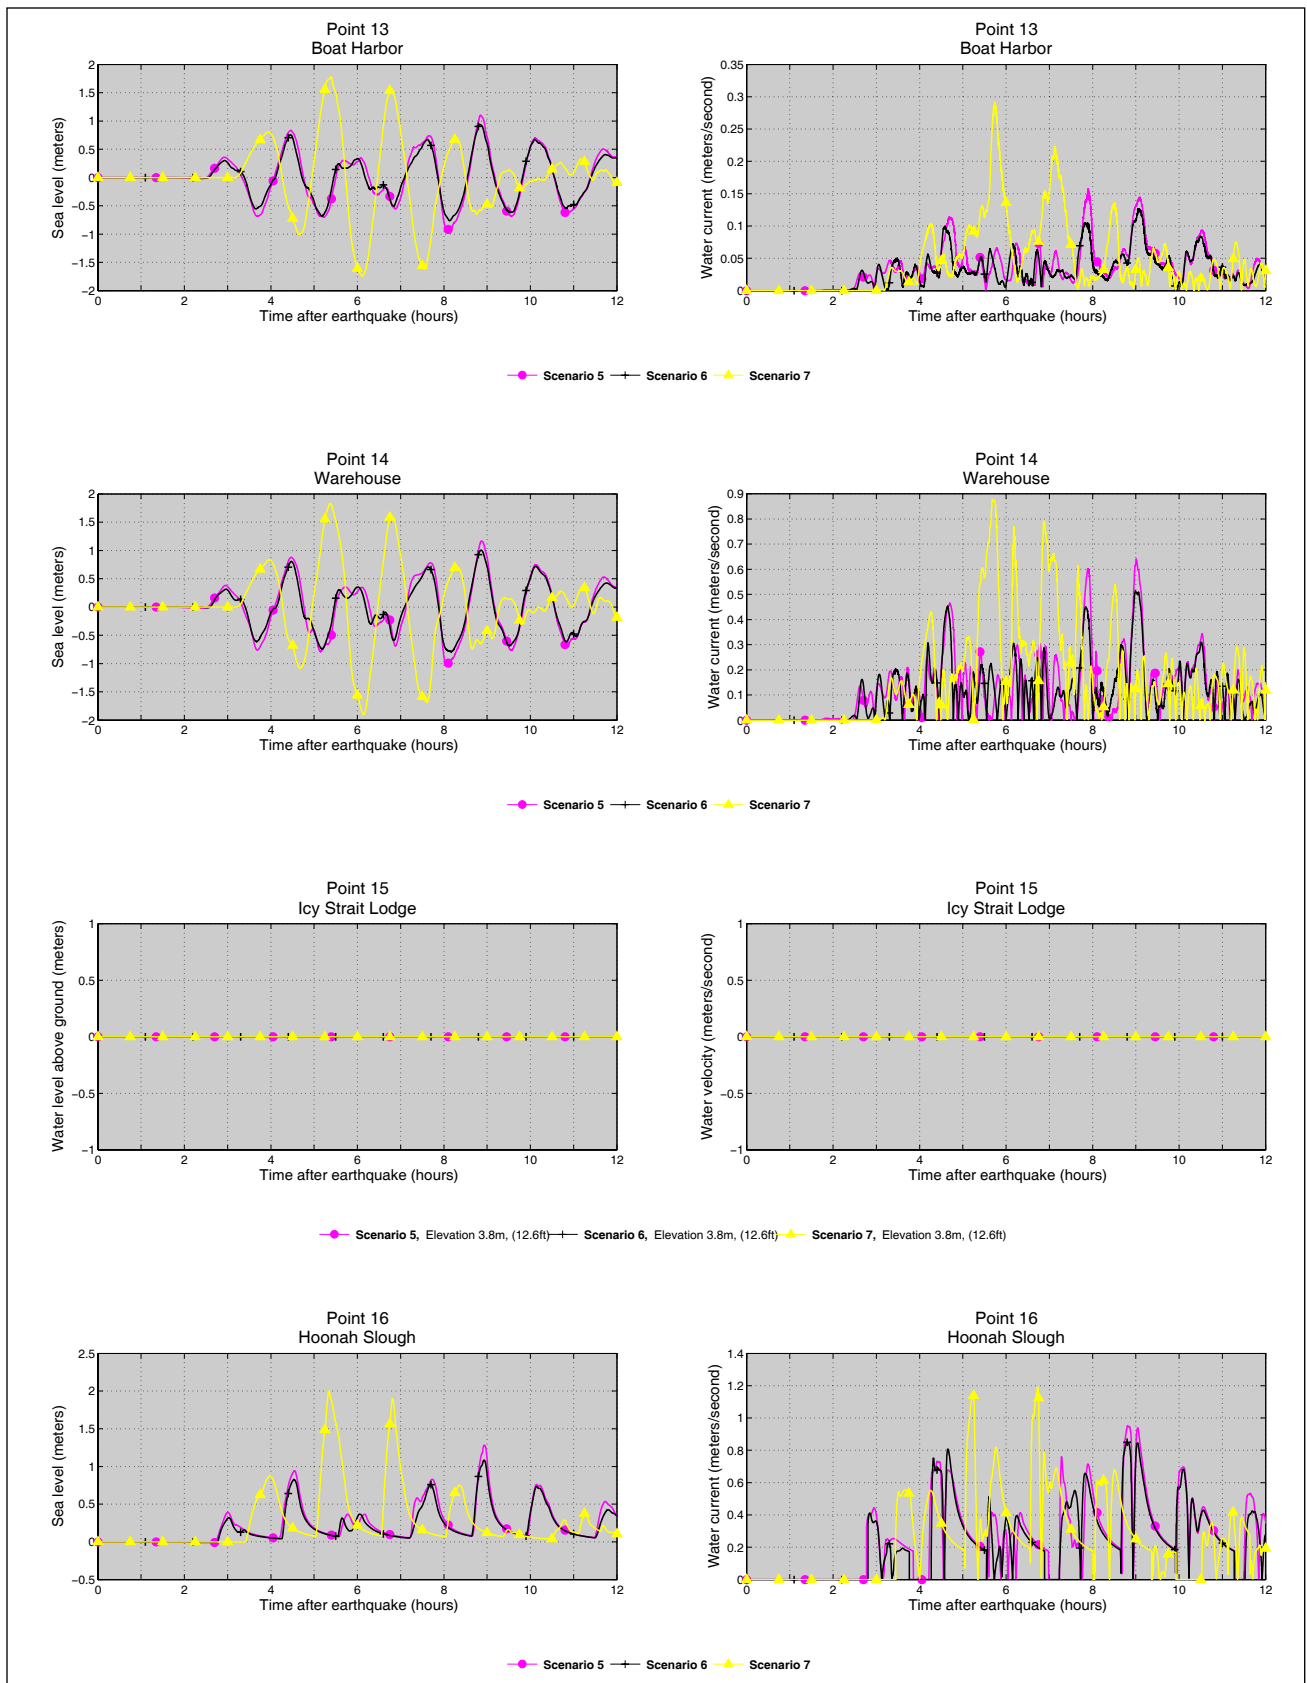 Point 13
Boat Harbor
Sea level (meters)
2
1.5
1
0.5
0
−0.5
−1
−1.5
−2
0 2 4 6 8 10 12
Time after earthquake (hours)
Point 13
Boat Harbor
Water current (meters/second)
0.35
0.3
0.25
0.2
0.15
0.1
0.05
0
0 2 4 6 8 10 12
Time after earthquake (hours)
Scenario 5 Scenario 6 Scenario 7
Point 14
Warehouse
Sea level (meters)
2
1.5
1
0.5
0
−0.5
−1
−1.5
−2
0 2 4 6 8 10 12
Time after earthquake (hours)
Point 14
Warehouse
Water current (meters/second)
0.9
0.8
0.7
0.6
0.5
0.4
0.3
0.2
0.1
0
0 2 4 6 8 10 12
Time after earthquake (hours)
Scenario 5 Scenario 6 Scenario 7
Point 15
Icy Strait Lodge
Water level above ground (meters)
1
0.5
0
−0.5
−1
0 2 4 6 8 10 12
Time after earthquake (hours)
Point 15
Icy Strait Lodge
Water velocity (meters/second)
1
0.5
0
−0.5
−1
0 2 4 6 8 10 12
Time after earthquake (hours)
Scenario 5, Elevation 3.8m, (12.6ft) Scenario 6, Elevation 3.8m, (12.6ft) Scenario 7, Elevation 3.8m, (12.6ft)
Point 16
Hoonah Slough
Sea level (meters)
2.5
2
1.5
1
0.5
0
−0.5
0 2 4 6 8 10 12
Time after earthquake (hours)
Point 16
Hoonah Slough
Water current (meters/second)
1.4
1.2
1
0.8
0.6
0.4
0.2
0
0 2 4 6 8 10 12
Time after earthquake (hours)
Scenario 5 Scenario 6 Scenario 7